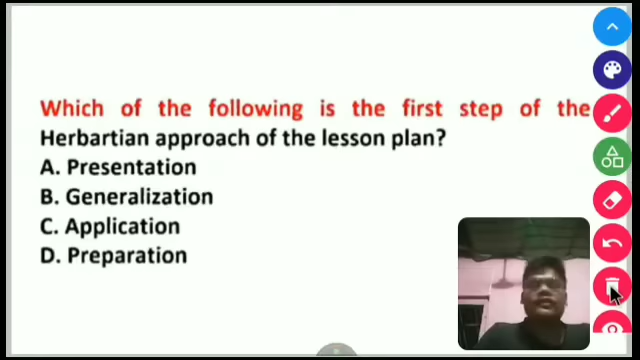 Which of the following is the first step of the
Herbartian approach of the lesson plan?
A. Presentation
B. Generalization
C. Application
D. Preparation